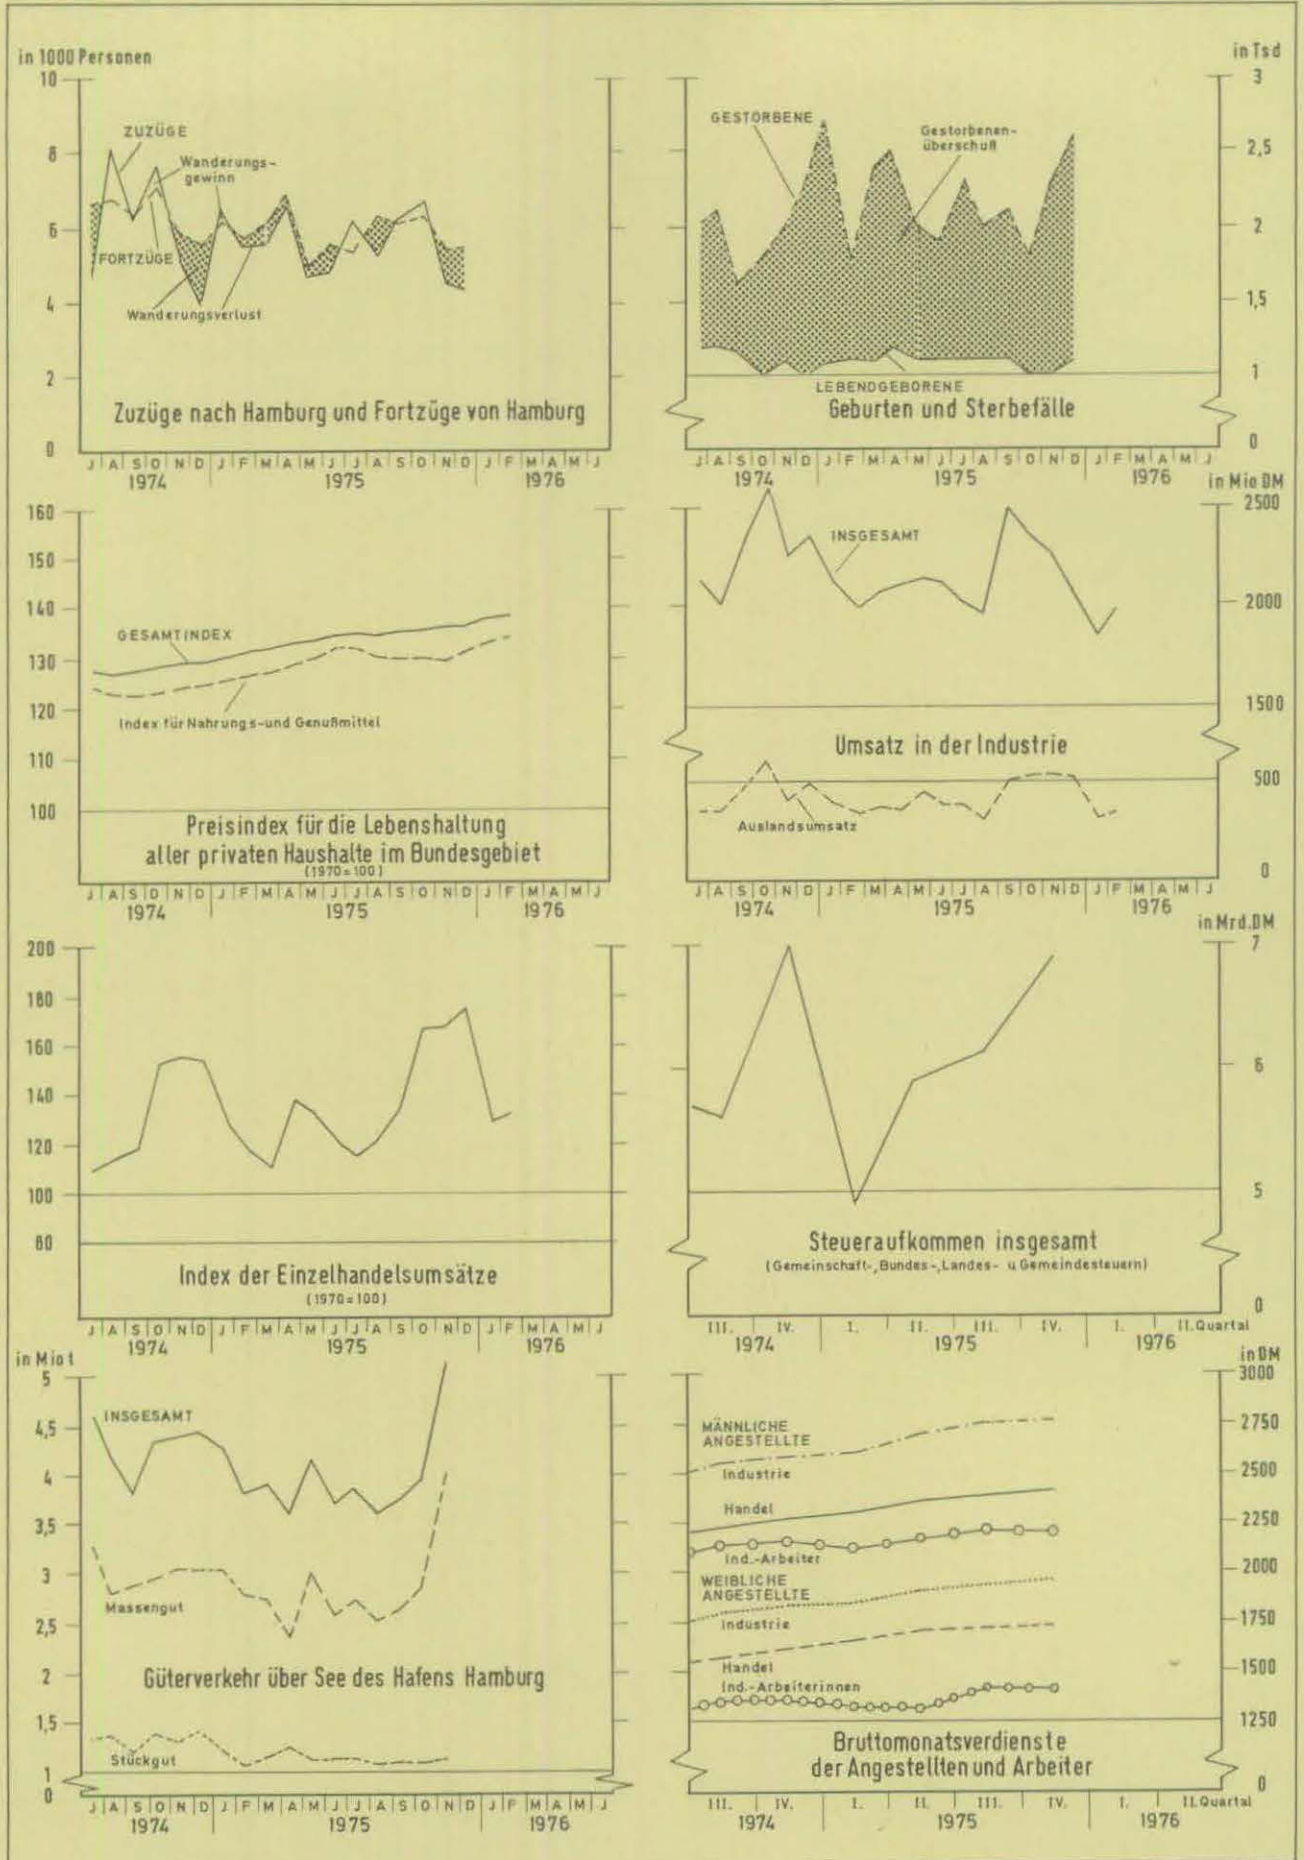 in 1000 Personen
10
8
6
4
2
0
ZUZÜGE
Wanderungs-
gewinn
FORTZÜGE
Wanderungsverlust
Zuzüge nach Hamburg und Fortzüge von Hamburg
J A S O N D J F M A M J J A S O N D J F M A M J
1974 1975 1976
in Tsd
3
2,5
2
1,5
1
0
GESTORBENE
Gestorbenen-
überschuß
LEBENDGEBORENE
Geburten und Sterbefälle
J A S O N D J F M A M J J A S O N D J F M A M J
1974 1975 1976
160
150
140
130
120
110
100
GESAMTINDEX
Index für Nahrungs-und Genußmittel
Preisindex für die Lebenshaltung
aller privaten Haushalte im Bundesgebiet
(1970=100)
J A S O N D J F M A M J J A S O N D J F M A M J
1974 1975 1976
in Mio DM
2500
2000
1500
500
0
INSGESAMT
Umsatz in der Industrie
Auslandsumsatz
J A S O N D J F M A M J J A S O N D J F M A M J
1974 1975 1976
200
180
160
140
120
100
80
Index der Einzelhandelsumsätze
(1970=100)
J A S O N D J F M A M J J A S O N D J F M A M J
1974 1975 1976
in Mrd.DM
7
6
5
0
Steueraufkommen insgesamt
(Gemeinschaft-,Bundes-,Landes- u.Gemeindesteuern)
III. IV. I. II. III. IV. I. II.Quartal
1974 1975 1976
in Mio t
5
4,5
4
3,5
3
2,5
2
1,5
1
0
INSGESAMT
Massengut
Güterverkehr über See des Hafens Hamburg
Stückgut
J A S O N D J F M A M J J A S O N D J F M A M J
1974 1975 1976
in DM
3000
2750
2500
2250
2000
1750
1500
1250
0
MÄNNLICHE
ANGESTELLTE
Industrie
Handel
Ind.-Arbeiter
WEIBLICHE
ANGESTELLTE
Industrie
Handel
Ind.-Arbeiterinnen
Bruttomonatsverdienste
der Angestellten und Arbeiter
III. IV. I. II. III. IV. I. II.Quartal
1974 1975 1976